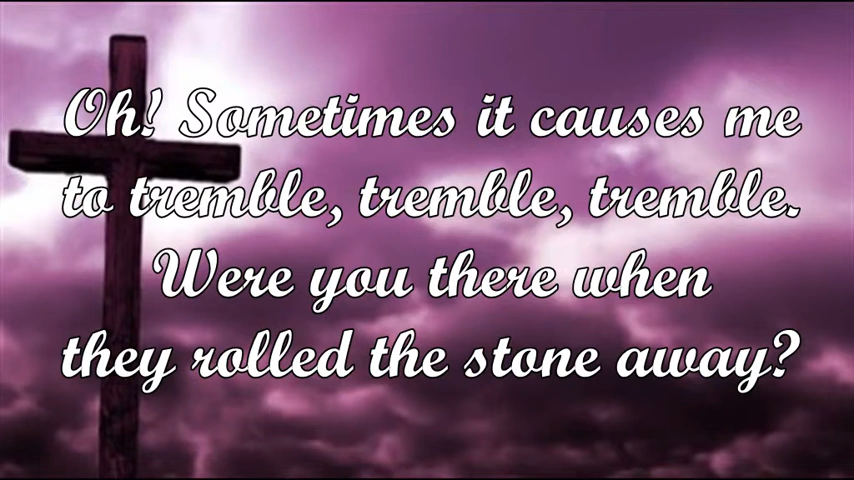 Oh! Sometimes it causes me
to tremble, tremble, tremble.
Were you there when
they rolled the stone away?